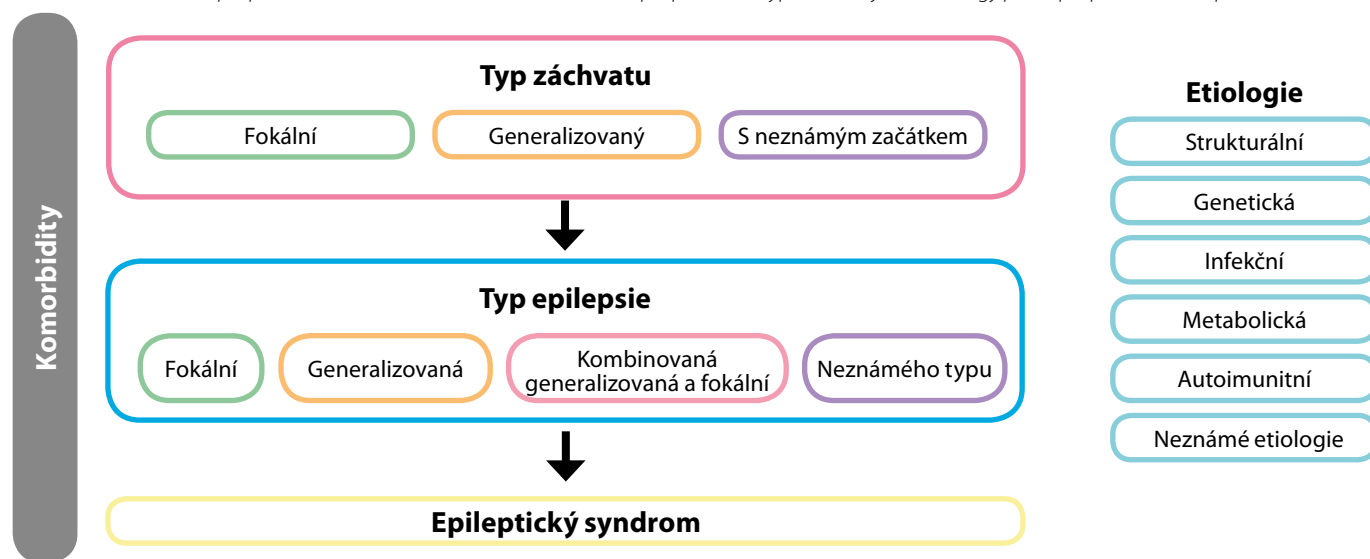 Komorbidity
Typ záchvatu
Fokální
Generalizovaný
S neznámým začátkem
Typ epilepsie
Fokální
Generalizovaná
Kombinovaná
generalizovaná a fokální
Neznámého typu
Epileptický syndrom
Etiologie
Strukturální
Genetická
Infekční
Metabolická
Autoimunitní
Neznámé etiologie